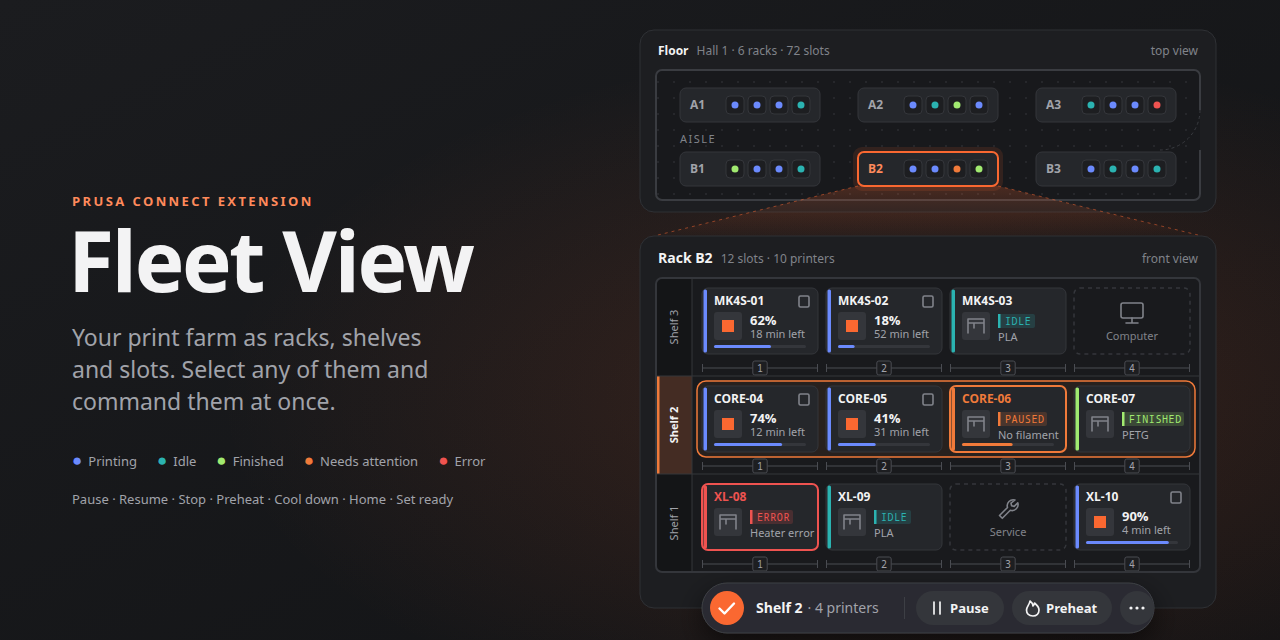 PRUSA CONNECT EXTENSION
Fleet View
Your print farm as racks, shelves
and slots. Select any of them and
command them at once.
Printing Idle Finished Needs attention Error
Pause · Resume · Stop · Preheat · Cool down · Home · Set ready
Floor Hall 1 · 6 racks · 72 slots top view
A1 A2 A3
AISLE
B1 B2 B3
Rack B2 12 slots · 10 printers front view
Shelf 3
MK4S-01 MK4S-02 MK4S-03
62% 18% IDLE
18 min left 52 min left PLA Computer
1 2 3 4
Shelf 2
CORE-04 CORE-05 CORE-06 CORE-07
74% 41% PAUSED FINISHED
12 min left 31 min left No filament PETG
1 2 3 4
Shelf 1
XL-08 XL-09 XL-10
ERROR IDLE 90%
Heater error PLA Service 4 min left
1 2 3 4
Shelf 2 · 4 printers Pause Preheat